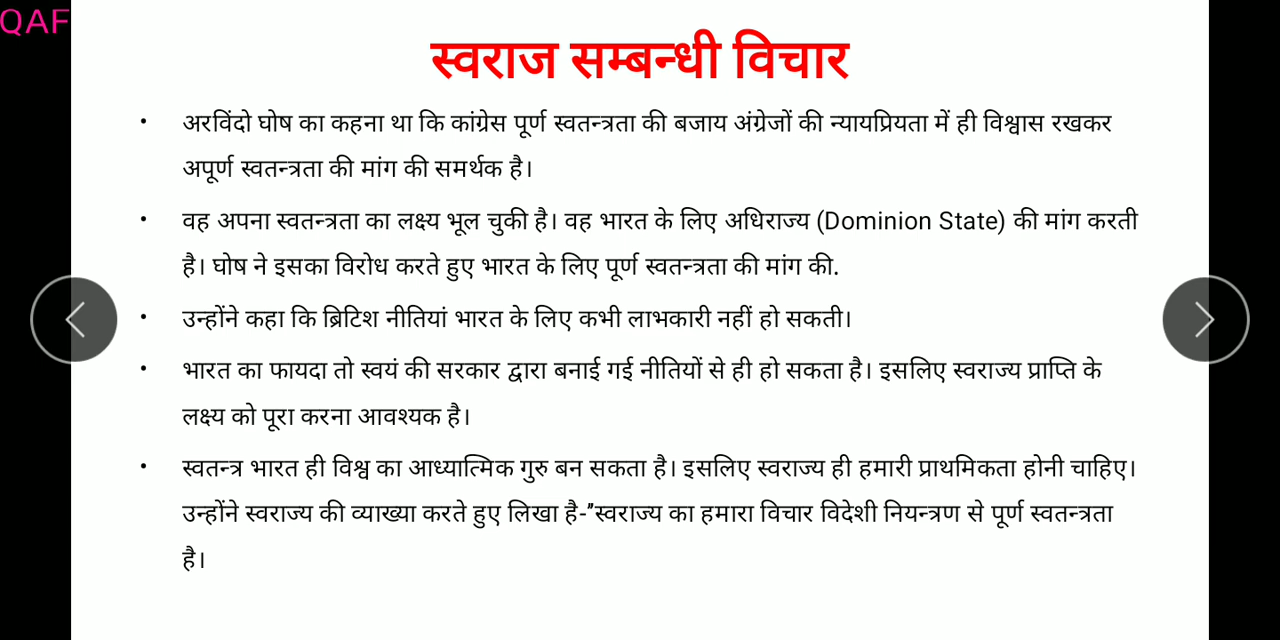 QAF
स्वराज सम्बन्धी विचार
• अरविंदो घोष का कहना था कि कांग्रेस पूर्ण स्वतन्त्रता की बजाय अंग्रेजों की न्यायप्रियता में ही विश्वास रखकर
अपूर्ण स्वतन्त्रता की मांग की समर्थक है।
• वह अपना स्वतन्त्रता का लक्ष्य भूल चुकी है। वह भारत के लिए अधिराज्य (Dominion State) की मांग करती
है। घोष ने इसका विरोध करते हुए भारत के लिए पूर्ण स्वतन्त्रता की मांग की.
• उन्होंने कहा कि ब्रिटिश नीतियां भारत के लिए कभी लाभकारी नहीं हो सकती।
• भारत का फायदा तो स्वयं की सरकार द्वारा बनाई गई नीतियों से ही हो सकता है। इसलिए स्वराज्य प्राप्ति के
लक्ष्य को पूरा करना आवश्यक है।
• स्वतन्त्र भारत ही विश्व का आध्यात्मिक गुरु बन सकता है। इसलिए स्वराज्य ही हमारी प्राथमिकता होनी चाहिए।
उन्होंने स्वराज्य की व्याख्या करते हुए लिखा है-”स्वराज्य का हमारा विचार विदेशी नियन्त्रण से पूर्ण स्वतन्त्रता
है।